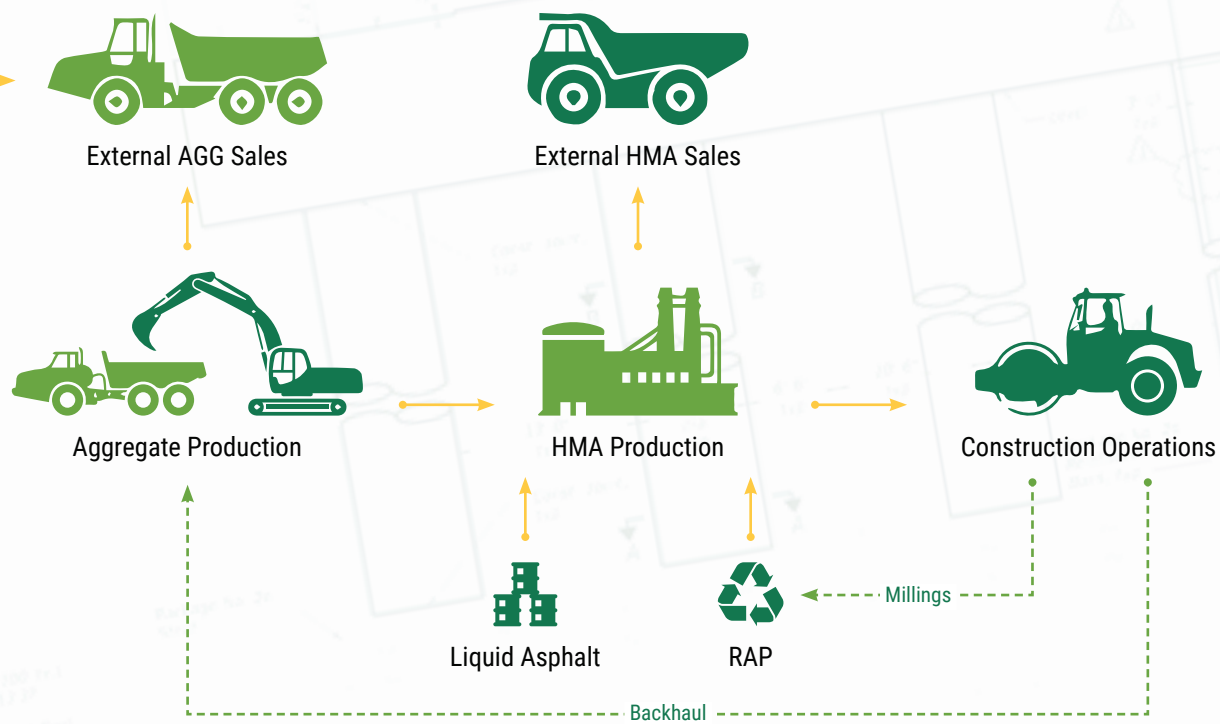 External AGG Sales
External HMA Sales
Aggregate Production
HMA Production
Construction Operations
Millings
Liquid Asphalt
RAP
Backhaul